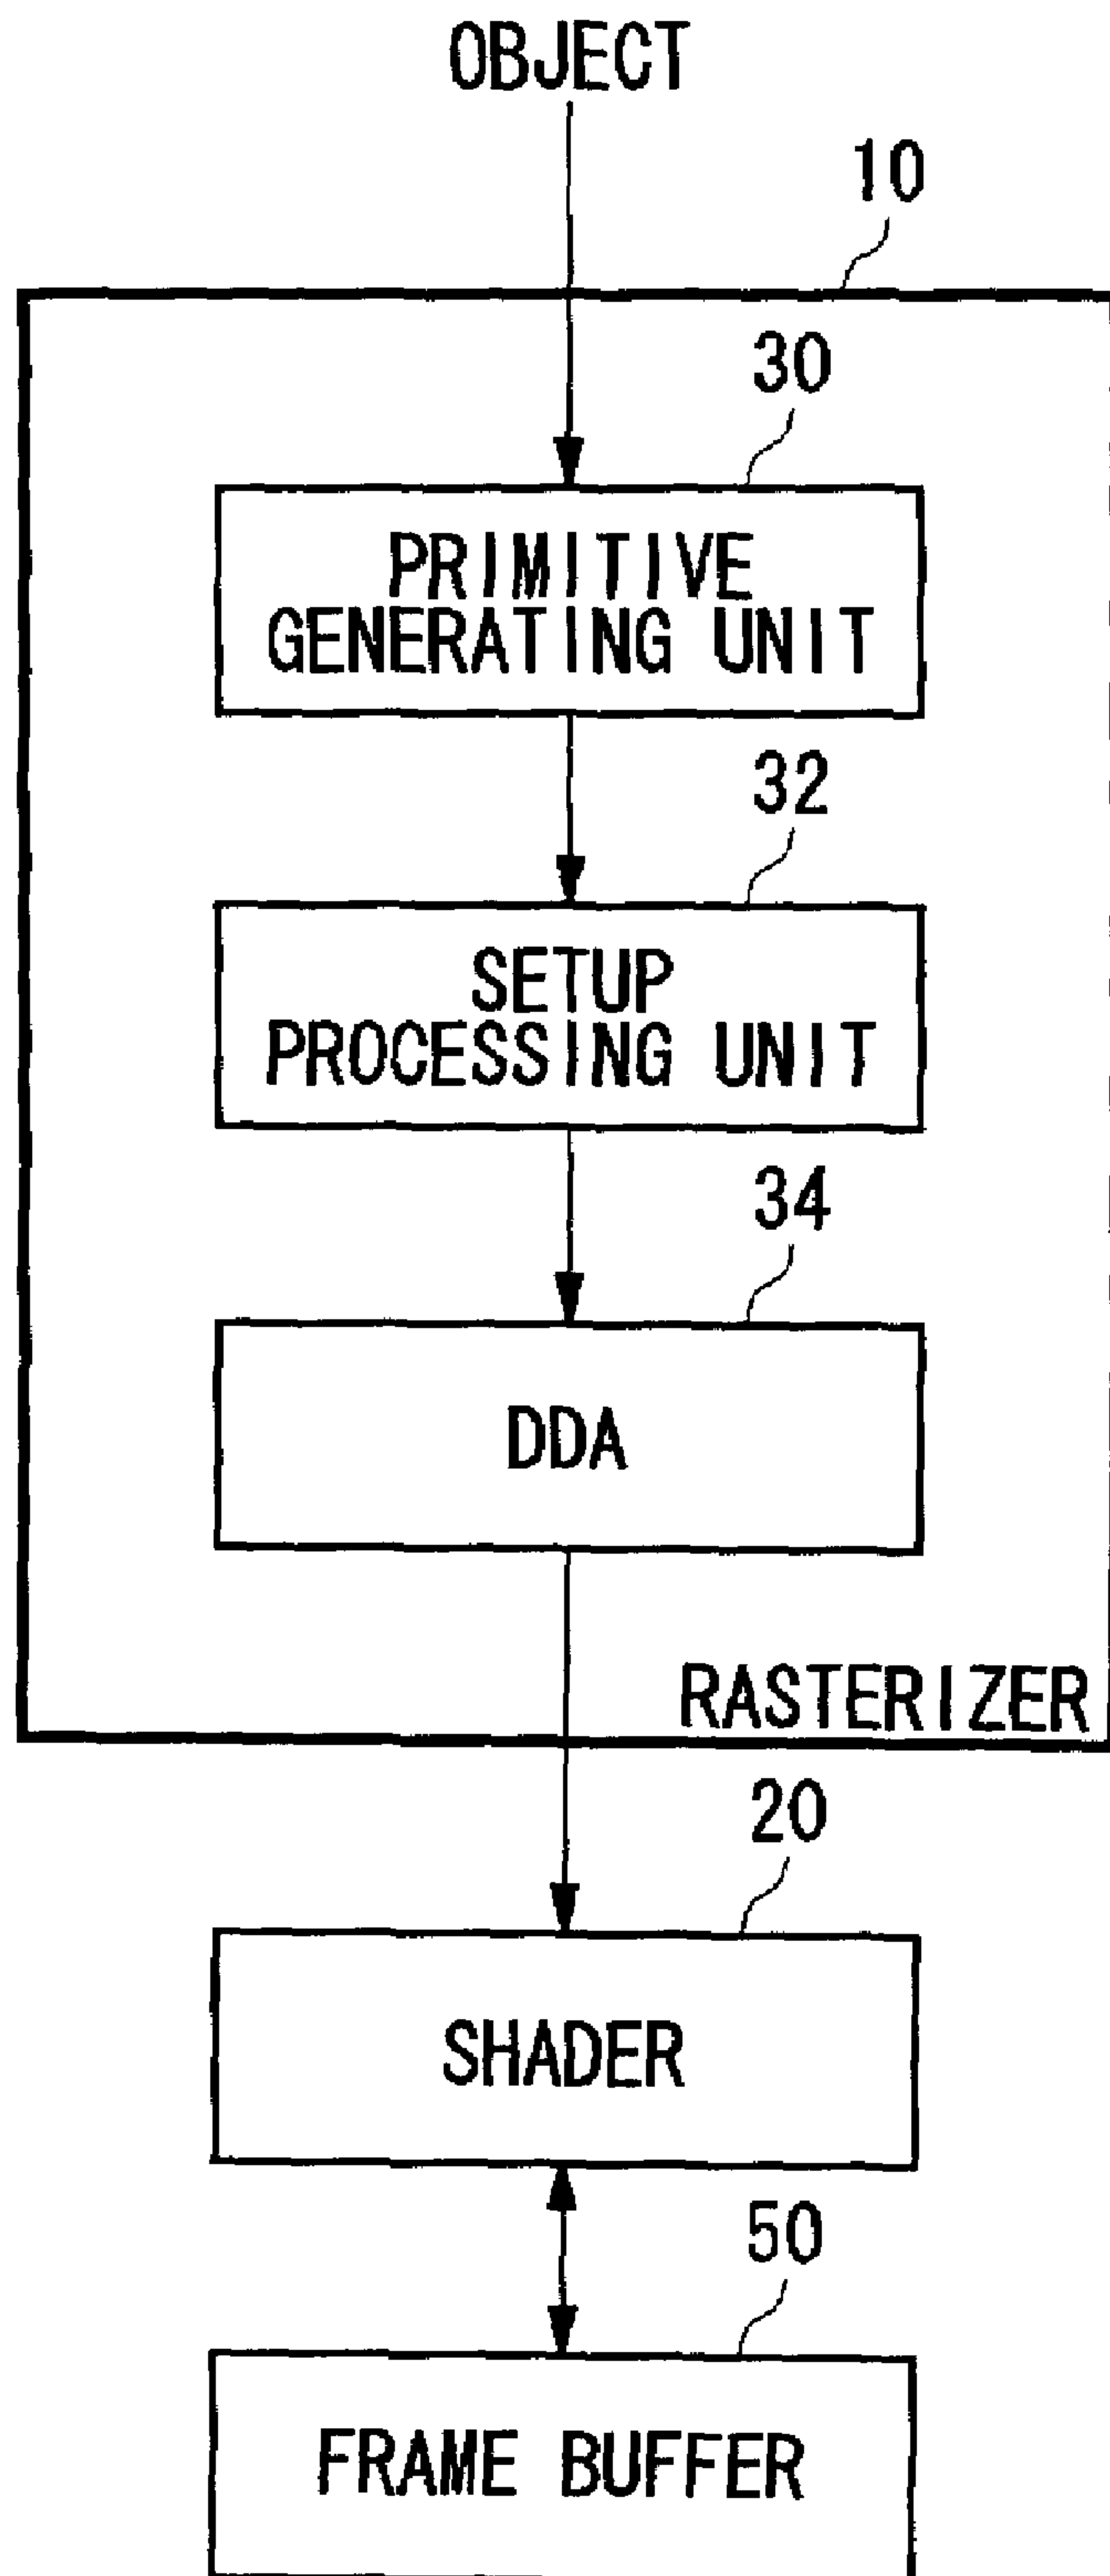 OBJECT
10
30
PRIMITIVE
GENERATING UNIT
32
SETUP
PROCESSING UNIT
34
DDA
RASTERIZER
20
SHADER
50
FRAME BUFFER